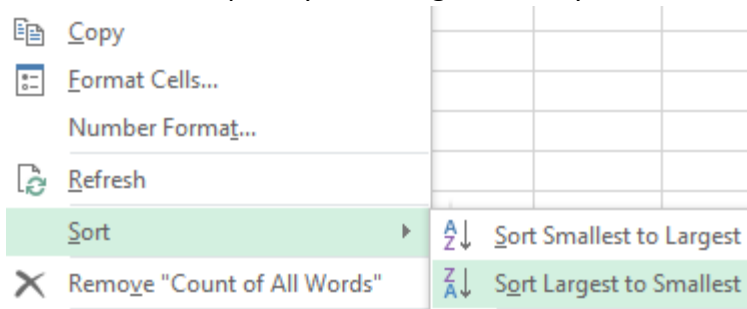 Copy
Format Cells...
Number Format...
Refresh
Sort
Sort Smallest to Largest
Remove "Count of All Words"
Sort Largest to Smallest